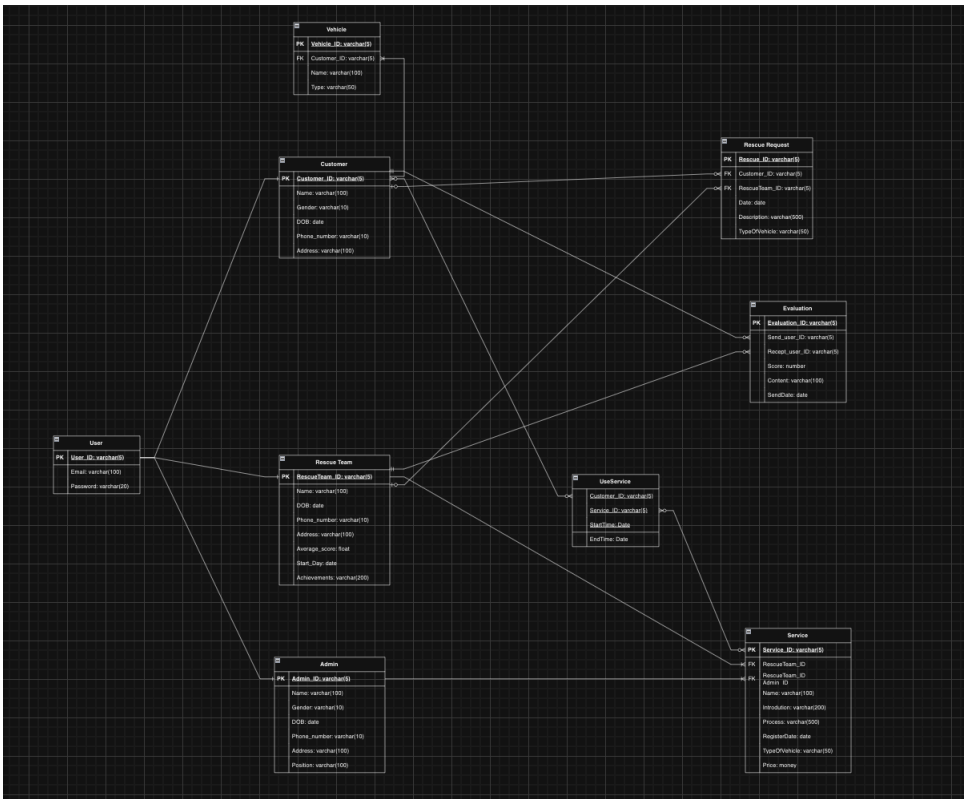 Vehicle
PK Vehicle_ID: varchar(5)
FK Customer_ID: varchar(5)
Name: varchar(100)
Type: varchar(50)
Customer
PK Customer_ID: varchar(5)
Name: varchar(100)
Gender: varchar(10)
DOB: date
Phone_number: varchar(10)
Address: varchar(100)
Rescue Request
PK Rescue_ID: varchar(5)
FK Customer_ID: varchar(5)
FK RescueTeam_ID: varchar(5)
Date: date
Description: varchar(500)
TypeOfVehicle: varchar(50)
Evaluation
PK Evaluation_ID: varchar(5)
Send_user_ID: varchar(5)
Recept_user_ID: varchar(5)
Score: number
Content: varchar(100)
SendDate: date
User
PK User_ID: varchar(5)
Email: varchar(100)
Password: varchar(20)
Rescue Team
PK RescueTeam_ID: varchar(5)
Name: varchar(100)
DOB: date
Phone_number: varchar(10)
Address: varchar(100)
Average_score: float
Start_Day: date
Achievements: varchar(200)
UseService
Customer_ID: varchar(5)
Service_ID: varchar(5)
StartTime: Date
EndTime: Date
Admin
PK Admin_ID: varchar(5)
Name: varchar(100)
Gender: varchar(10)
DOB: date
Phone_number: varchar(10)
Address: varchar(100)
Position: varchar(100)
Service
PK Service_ID: varchar(5)
FK RescueTeam_ID
FK RescueTeam_ID
Admin_ID
Name: varchar(100)
Introdution: varchar(200)
Process: varchar(500)
RegisterDate: date
TypeOfVehicle: varchar(50)
Price: money